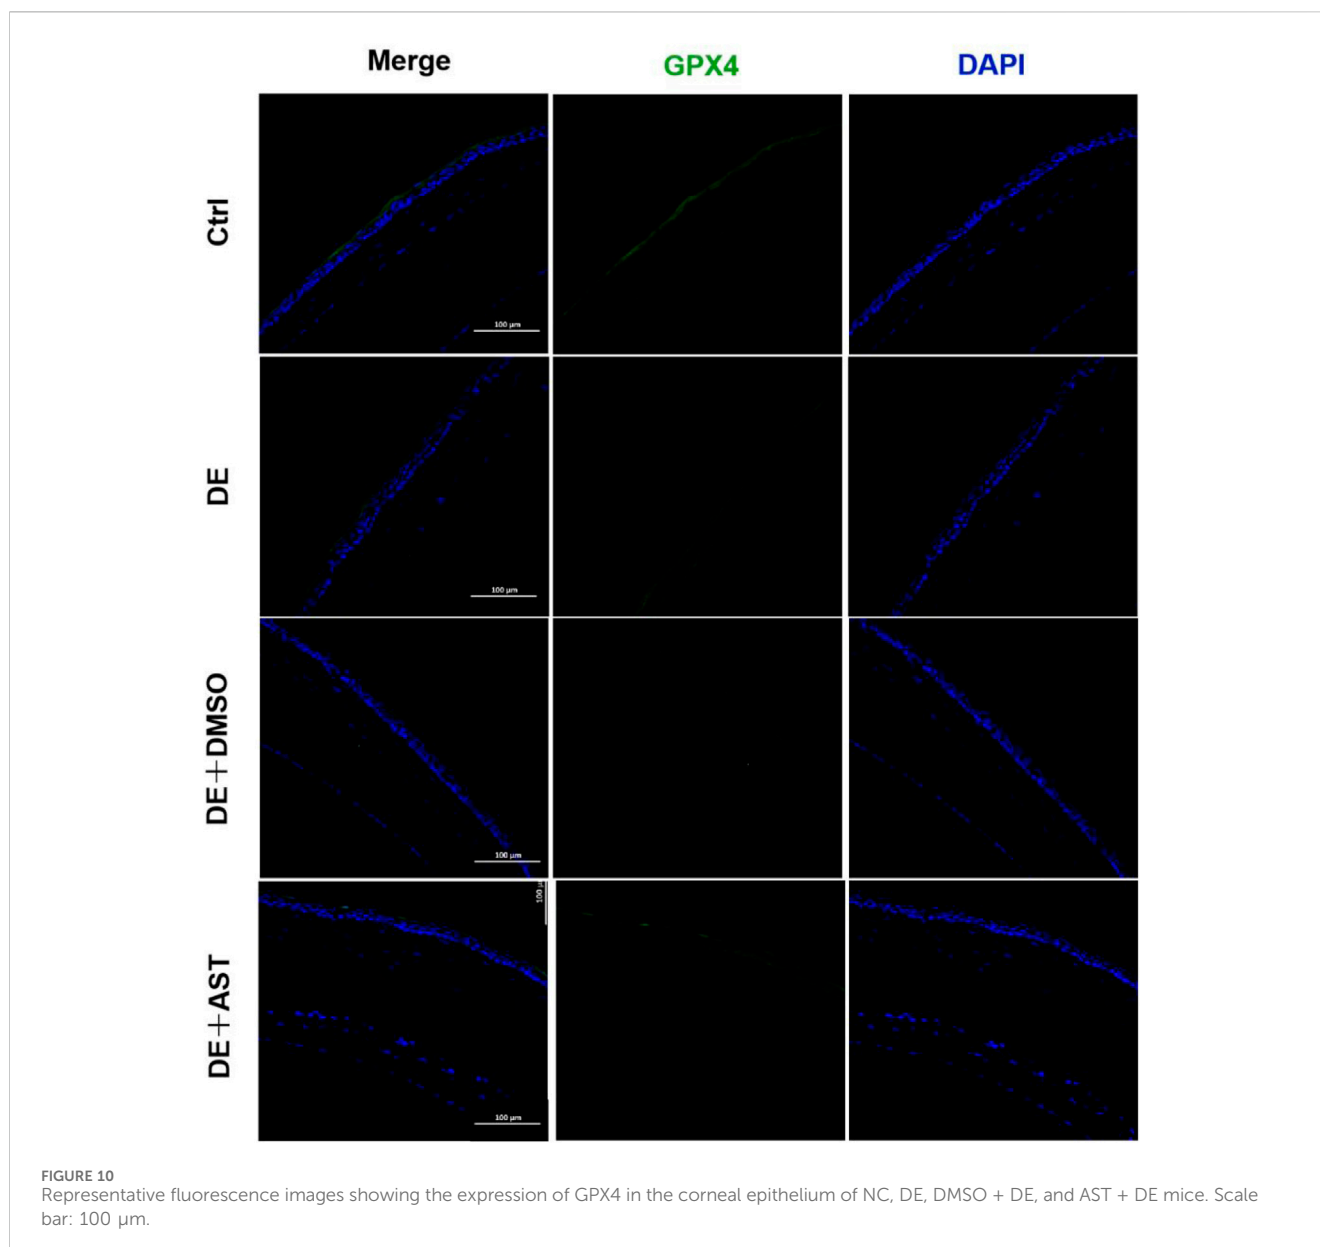 Merge GPX4 DAPI
Ctrl
100 µm
DE
100 µm
DE+DMSO
100 µm
DE+AST
100 µ
100 µm
FIGURE 10
Representative fluorescence images showing the expression of GPX4 in the corneal epithelium of NC, DE, DMSO + DE, and AST + DE mice. Scale
bar: 100 µm.